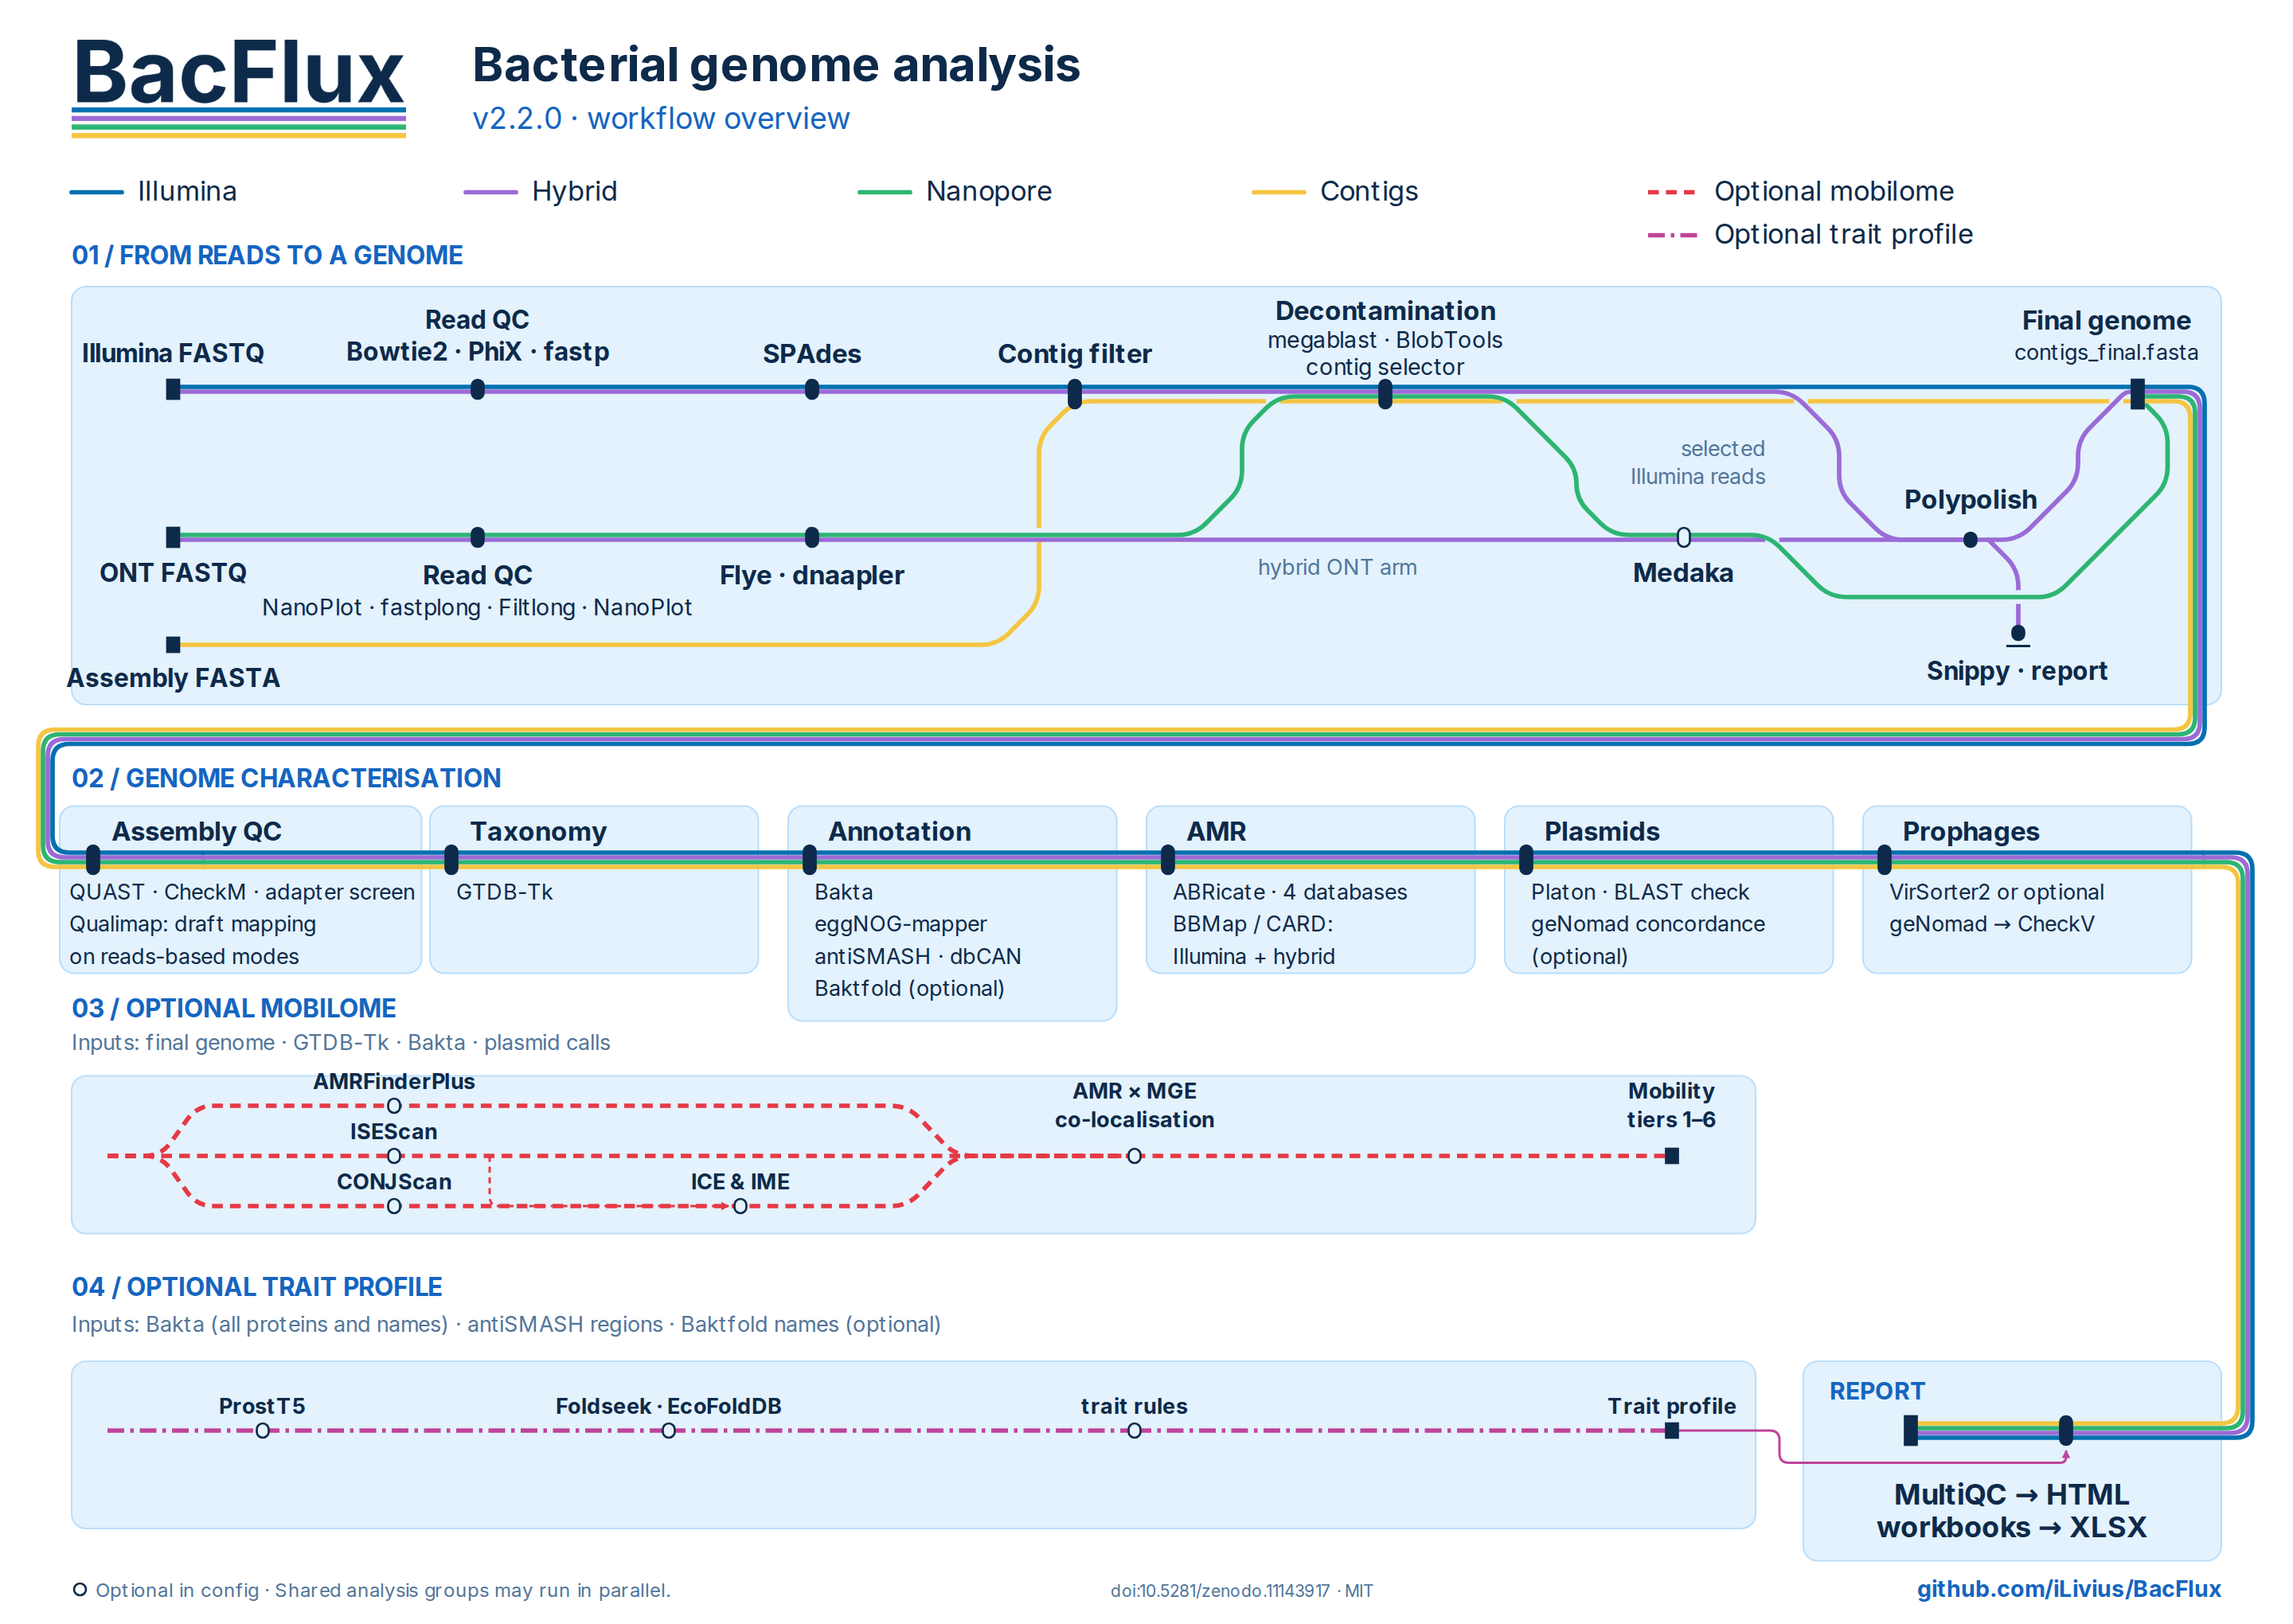 BacFlux
Bacterial genome analysis
v2.2.0 · workflow overview
Illumina
Hybrid
Nanopore
Contigs
Optional mobilome
Optional trait profile
01 / FROM READS TO A GENOME
Illumina FASTQ
Read QC
Bowtie2 · PhiX · fastp
SPAdes
Contig filter
Decontamination
megablast · BlobTools
contig selector
Final genome
contigs_final.fasta
selected
Illumina reads
Polypolish
ONT FASTQ
Read QC
NanoPlot · fastplong · Filtlong · NanoPlot
Flye · dnaapler
hybrid ONT arm
Medaka
Assembly FASTA
Snippy · report
02 / GENOME CHARACTERISATION
Assembly QC
QUAST · CheckM · adapter screen
Qualimap: draft mapping
on reads-based modes
Taxonomy
GTDB-Tk
Annotation
Bakta
eggNOG-mapper
antiSMASH · dbCAN
Baktfold (optional)
AMR
ABRicate · 4 databases
BBMap / CARD:
Illumina + hybrid
Plasmids
Platon · BLAST check
geNomad concordance
(optional)
Prophages
VirSorter2 or optional
geNomad → CheckV
03 / OPTIONAL MOBILOME
Inputs: final genome · GTDB-Tk · Bakta · plasmid calls
AMRFinderPlus
ISEScan
CONJScan
ICE & IME
AMR × MGE
co-localisation
Mobility
tiers 1–6
04 / OPTIONAL TRAIT PROFILE
Inputs: Bakta (all proteins and names) · antiSMASH regions · Baktfold names (optional)
ProstT5
Foldseek · EcoFoldDB
trait rules
Trait profile
REPORT
MultiQC → HTML
workbooks → XLSX
Optional in config · Shared analysis groups may run in parallel.
doi:10.5281/zenodo.11143917 · MIT
github.com/iLivius/BacFlux